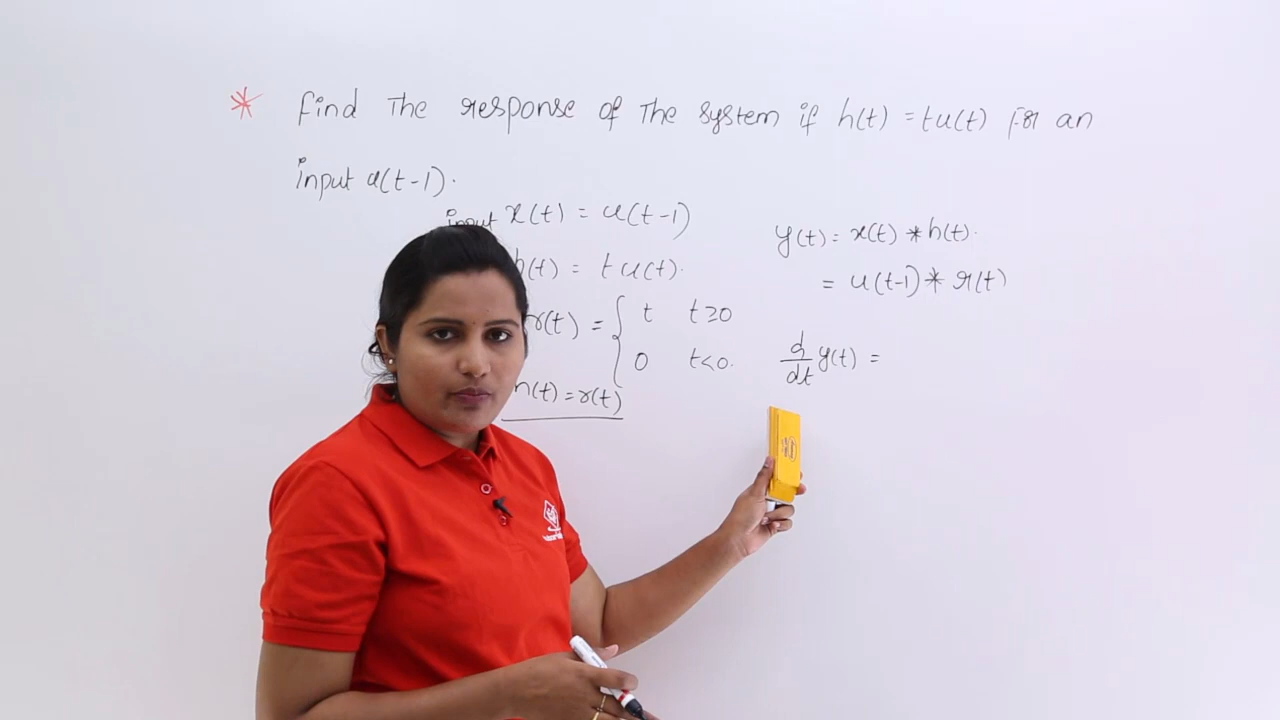 * Find The response of The system if h(t) = tu(t) For an
input u(t-1).
input x(t) = u(t-1)
h(t) = t u(t).
r(t) = { t t≥0
0 t<0.
h(t) = r(t)
y(t) = x(t) * h(t).
= u(t-1) * r(t)
d/dt y(t) =